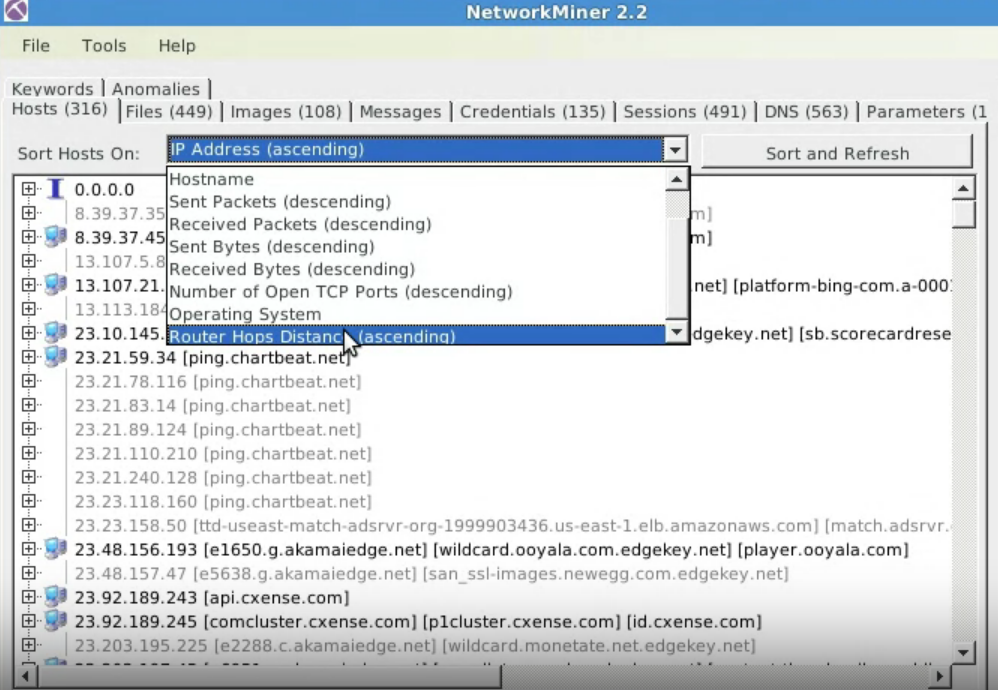 NetworkMiner 2.2
File Tools Help
Keywords Anomalies
Hosts (316) Files (449) Images (108) Messages Credentials (135) Sessions (491) DNS (563) Parameters (1
Sort Hosts On: IP Address (ascending) Sort and Refresh
Hostname
Sent Packets (descending)
Received Packets (descending)
Sent Bytes (descending)
Received Bytes (descending)
Number of Open TCP Ports (descending)
Operating System
Router Hops Distance (ascending)
0.0.0.0
8.39.37.35 m]
8.39.37.45 m]
13.107.5.8
13.107.21. net] [platform-bing-com.a-000
13.113.184
23.10.145. dgekey.net] [sb.scorecardrese
23.21.59.34 [ping.chartbeat.net]
23.21.78.116 [ping.chartbeat.net]
23.21.83.14 [ping.chartbeat.net]
23.21.89.124 [ping.chartbeat.net]
23.21.110.210 [ping.chartbeat.net]
23.21.240.128 [ping.chartbeat.net]
23.23.118.160 [ping.chartbeat.net]
23.23.158.50 [ttd-useast-match-adsrvr-org-1999903436.us-east-1.elb.amazonaws.com] [match.adsrvr.
23.48.156.193 [e1650.g.akamaiedge.net] [wildcard.ooyala.com.edgekey.net] [player.ooyala.com]
23.48.157.47 [e5638.g.akamaiedge.net] [san_ssl-images.newegg.com.edgekey.net]
23.92.189.243 [api.cxense.com]
23.92.189.245 [comcluster.cxense.com] [p1cluster.cxense.com] [id.cxense.com]
23.203.195.225 [e2288.c.akamaiedge.net] [wildcard.monetate.net.edgekey.net]